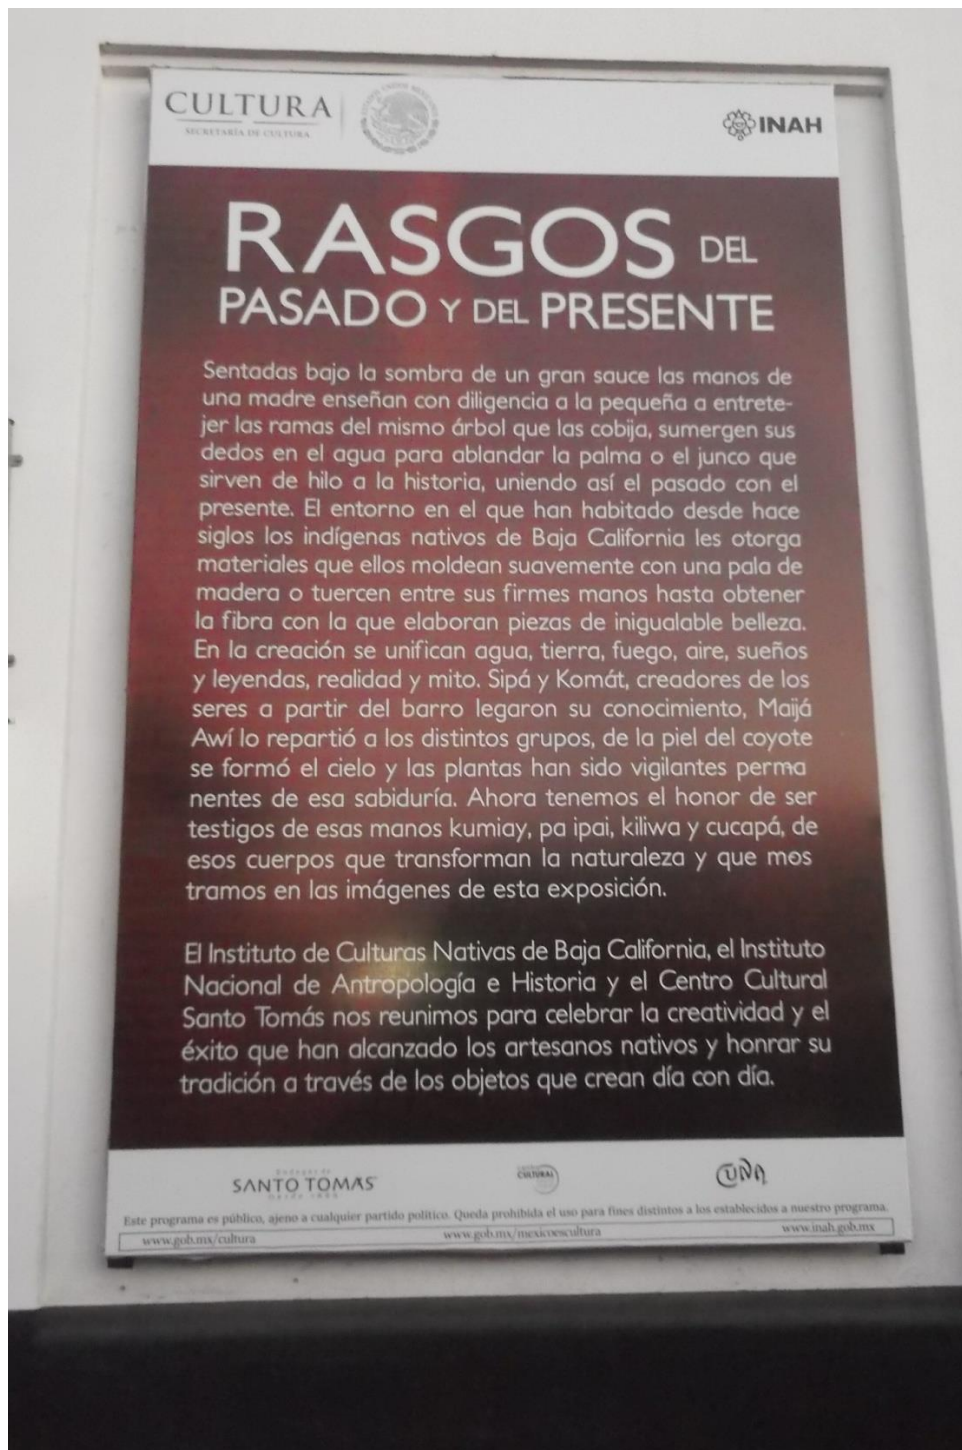 CULTURA
SECRETARÍA DE CULTURA
INAH
RASGOS DEL
PASADO Y DEL PRESENTE
Sentadas bajo la sombra de un gran sauce las manos de
una madre enseñan con diligencia a la pequeña a entrete-
jer las ramas del mismo árbol que las cobija, sumergen sus
dedos en el agua para ablandar la palma o el junco que
sirven de hilo a la historia, uniendo así el pasado con el
presente. El entorno en el que han habitado desde hace
siglos los indígenas nativos de Baja California les otorga
materiales que ellos moldean suavemente con una pala de
madera o tuercen entre sus firmes manos hasta obtener
la fibra con la que elaboran piezas de inigualable belleza.
En la creación se unifican agua, tierra, fuego, aire, sueños
y leyendas, realidad y mito. Sipá y Komát, creadores de los
seres a partir del barro legaron su conocimiento, Maijá
Awí lo repartió a los distintos grupos, de la piel del coyote
se formó el cielo y las plantas han sido vigilantes perma
nentes de esa sabiduría. Ahora tenemos el honor de ser
testigos de esas manos kumiay, pa ipai, kiliwa y cucapá, de
esos cuerpos que transforman la naturaleza y que mos
tramos en las imágenes de esta exposición.
El Instituto de Culturas Nativas de Baja California, el Instituto
Nacional de Antropología e Historia y el Centro Cultural
Santo Tomás nos reunimos para celebrar la creatividad y el
éxito que han alcanzado los artesanos nativos y honrar su
tradición a través de los objetos que crean día con día.
Bodegas de
SANTO TOMÁS
Desde 1888
CULTURAL
CUNA
Este programa es público, ajeno a cualquier partido político. Queda prohibida el uso para fines distintos a los establecidos a nuestro programa.
www.gob.mx/cultura
www.gob.mx/mexicoescultura
www.inah.gob.mx